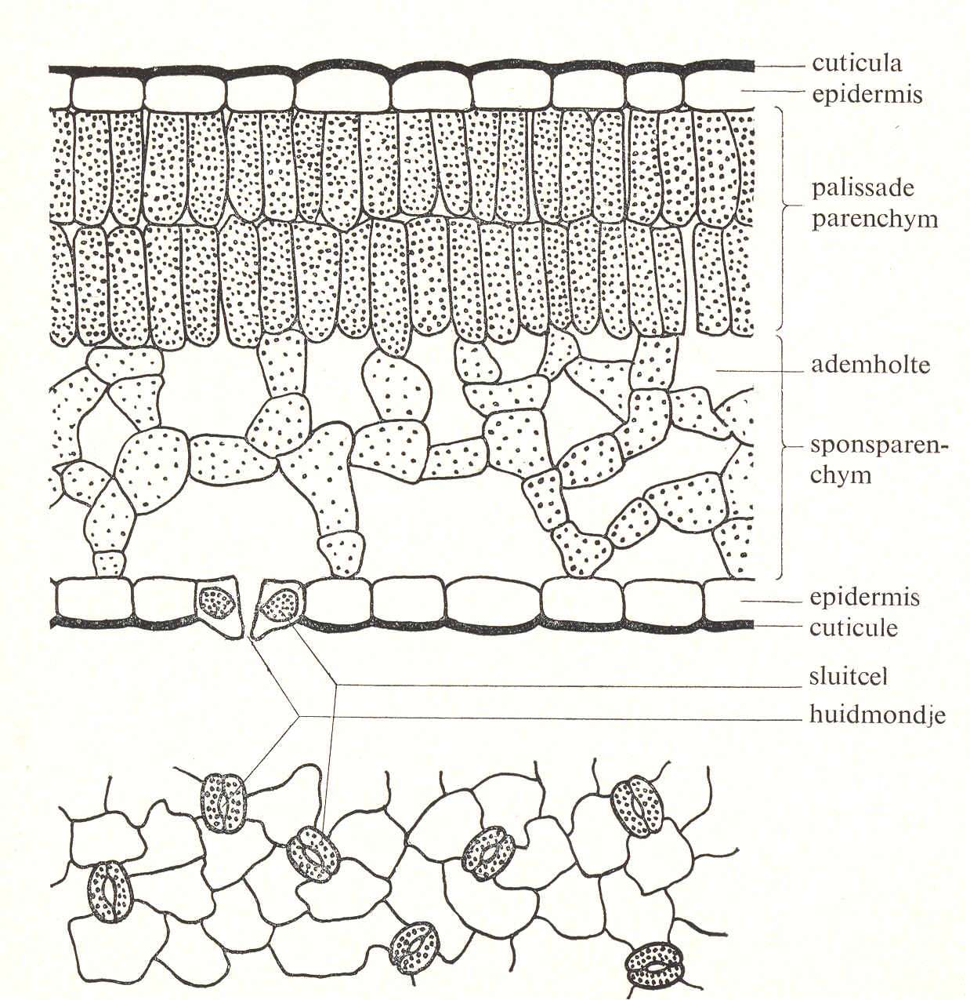 cuticula
epidermis
palissade
parenchym
ademholte
sponsparen-
chym
epidermis
cuticule
sluitcel
huidmondje